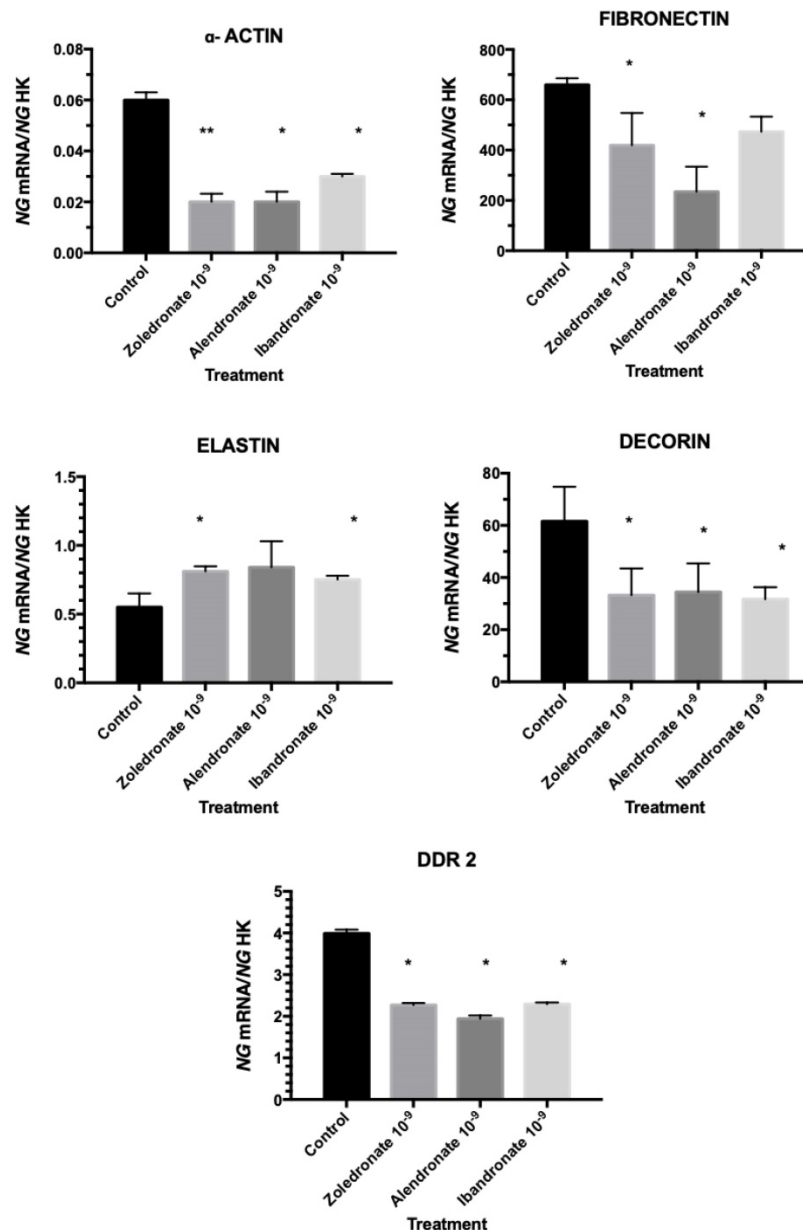 α- ACTIN
NG mRNA/NG HK
0.08
0.06
0.04
0.02
0.00
**
*
*
Control
Zoledronate 10⁻⁹
Alendronate 10⁻⁹
Ibandronate 10⁻⁹
Treatment
FIBRONECTIN
NG mRNA/NG HK
800
600
400
200
0
*
*
Control
Zoledronate 10⁻⁹
Alendronate 10⁻⁹
Ibandronate 10⁻⁹
Treatment
ELASTIN
NG mRNA/NG HK
1.5
1.0
0.5
0.0
*
*
Control
Zoledronate 10⁻⁹
Alendronate 10⁻⁹
Ibandronate 10⁻⁹
Treatment
DECORIN
NG mRNA/NG HK
80
60
40
20
0
*
*
*
Control
Zoledronate 10⁻⁹
Alendronate 10⁻⁹
Ibandronate 10⁻⁹
Treatment
DDR 2
NG mRNA/NG HK
5
4
3
2
1
0
*
*
*
Control
Zoledronate 10⁻⁹
Alendronate 10⁻⁹
Ibandronate 10⁻⁹
Treatment